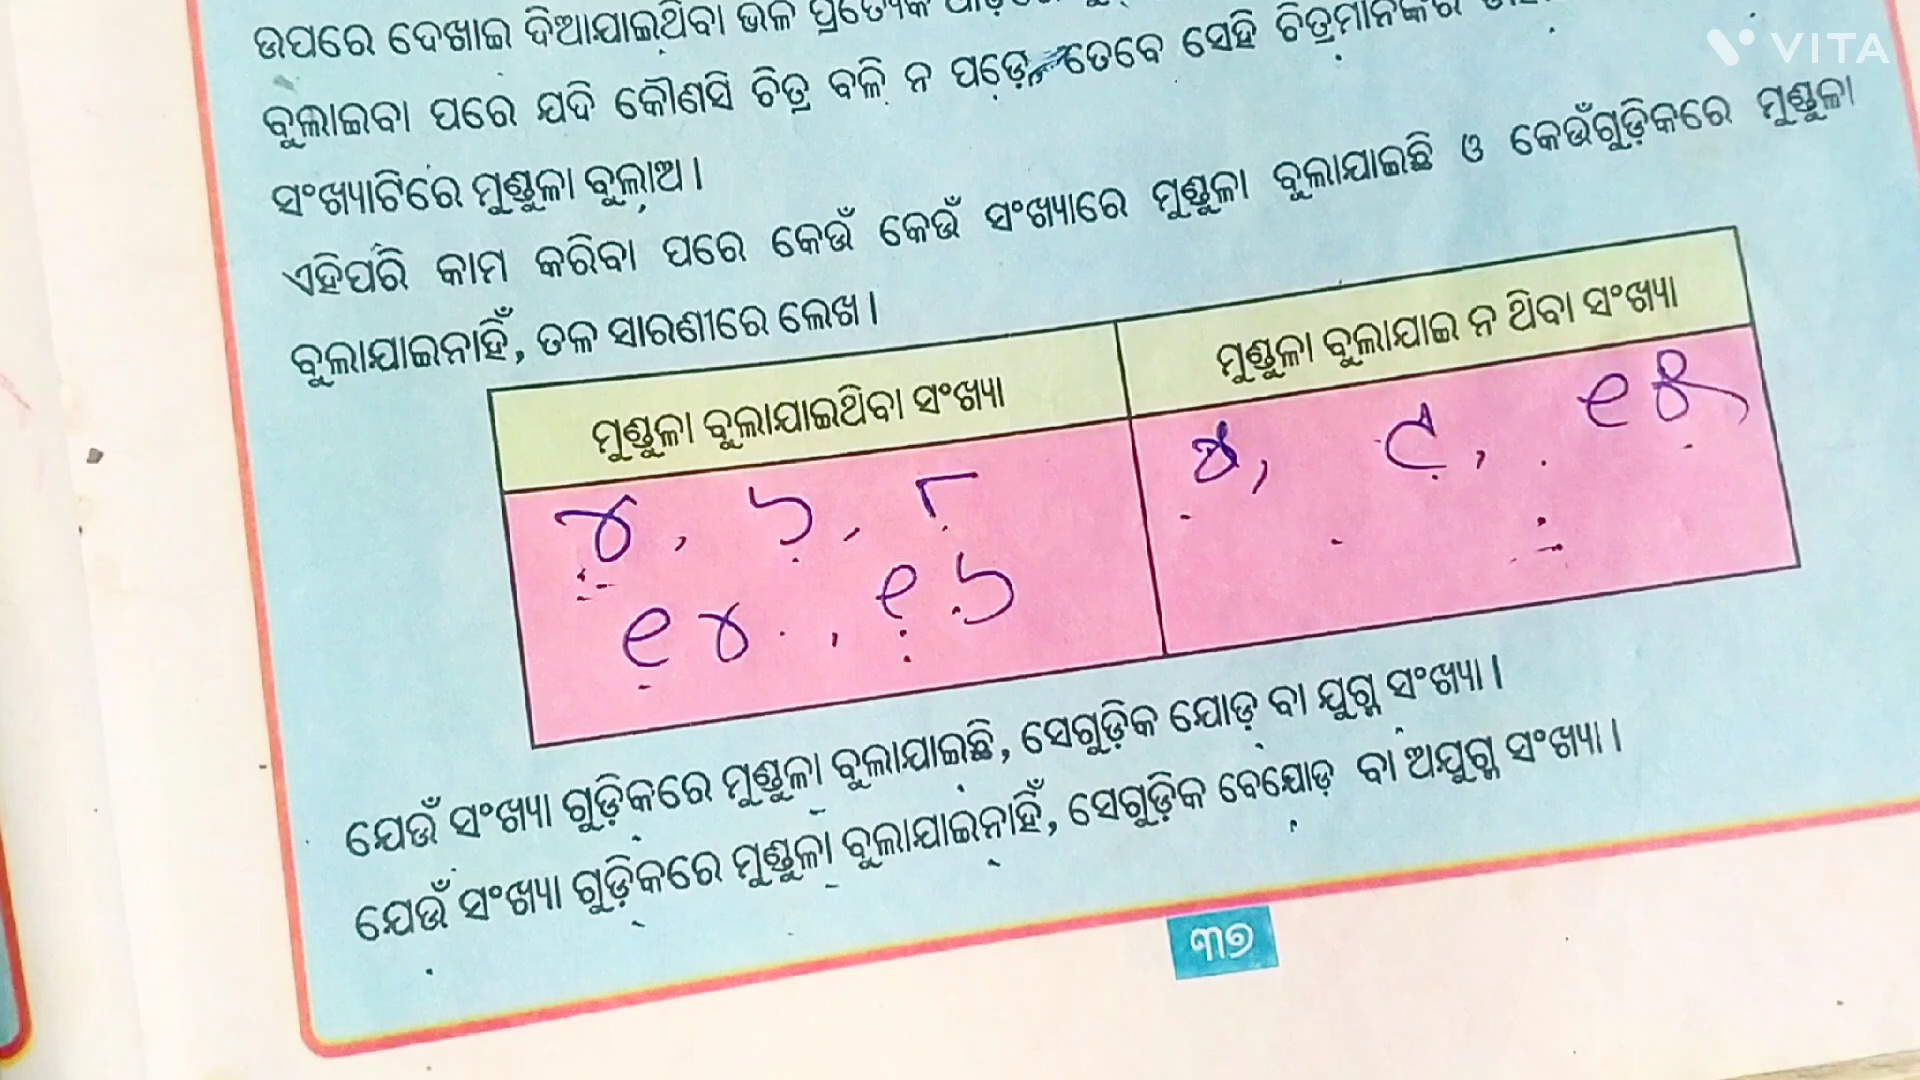 ଉପରେ ଦେଖାଇ ଦିଆଯାଇଥିବା ଭଳି ପ୍ରତ୍ୟେକ
ବୁଲାଇବା ପରେ ଯଦି କୌଣସି ଚିତ୍ର ବଳି ନ ପଡ଼େ, ତେବେ ସେହି ଚିତ୍ରମାନଙ୍କର
ସଂଖ୍ୟାଟିରେ ମୁଣ୍ଡୁଳା ବୁଲାଅ।
ଏହିପରି କାମ କରିବା ପରେ କେଉଁ କେଉଁ ସଂଖ୍ୟାରେ ମୁଣ୍ଡୁଳା ବୁଲାଯାଇଛି ଓ କେଉଁଗୁଡ଼ିକରେ ମୁଣ୍ଡୁଳା
ବୁଲାଯାଇନାହିଁ, ତଳ ସାରଣୀରେ ଲେଖ।
ମୁଣ୍ଡୁଳା ବୁଲାଯାଇଥିବା ସଂଖ୍ୟା
୪, ୬, ୮
୧୪, ୧୬
ମୁଣ୍ଡୁଳା ବୁଲାଯାଇ ନ ଥିବା ସଂଖ୍ୟା
୫, ୯, ୧୫
ଯେଉଁ ସଂଖ୍ୟା ଗୁଡ଼ିକରେ ମୁଣ୍ଡୁଳା ବୁଲାଯାଇଛି, ସେଗୁଡ଼ିକ ଯୋଡ଼ ବା ଯୁଗ୍ମ ସଂଖ୍ୟା।
ଯେଉଁ ସଂଖ୍ୟା ଗୁଡ଼ିକରେ ମୁଣ୍ଡୁଳା ବୁଲାଯାଇନାହିଁ, ସେଗୁଡ଼ିକ ବେଯୋଡ଼ ବା ଅଯୁଗ୍ମ ସଂଖ୍ୟା।
୩୭
VITA